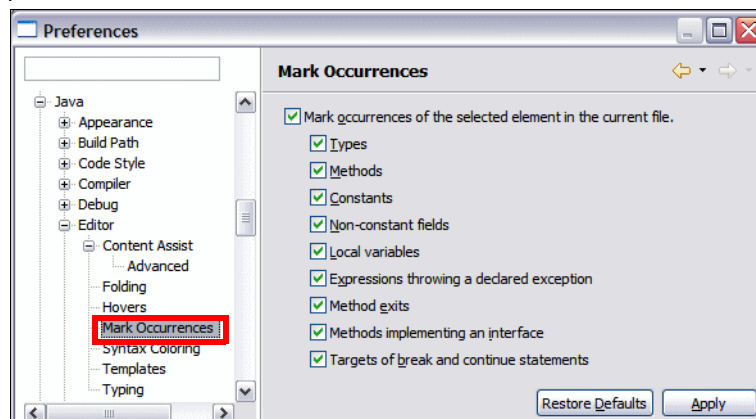 Preferences
Java
Appearance
Build Path
Code Style
Compiler
Debug
Editor
Content Assist
Advanced
Folding
Hovers
Mark Occurrences
Syntax Coloring
Templates
Typing
Mark Occurrences
Mark occurrences of the selected element in the current file.
Types
Methods
Constants
Non-constant fields
Local variables
Expressions throwing a declared exception
Method exits
Methods implementing an interface
Targets of break and continue statements
Restore Defaults
Apply